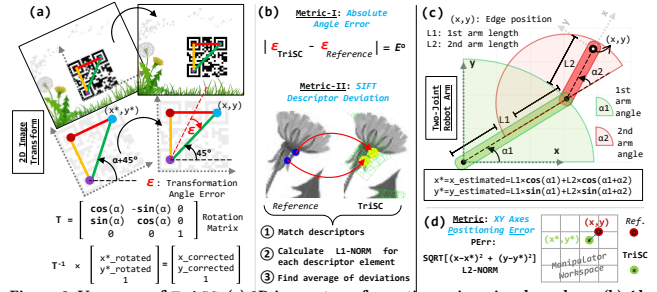 (a)
(x*,y*)
(x,y)
2D Image
Transform
α+45°
45°
ε
ε : Transformation
Angle Error
T = [ cos(α) -sin(α) 0
sin(α) cos(α) 0
0 0 1 ] Rotation
Matrix
T⁻¹ × [ x*_rotated
y*_rotated
1 ] = [ x_corrected
y_corrected
1 ]
(b)
Metric-I: Absolute
Angle Error
| ε TriSC - ε Reference | = Eº
Metric-II: SIFT
Descriptor Deviation
Reference
TriSC
1 Match descriptors
2 Calculate L1-NORM for
each descriptor element
3 Find average of deviations
(c)
(x,y): Edge position
L1: 1st arm length
L2: 2nd arm length
y
x
(x,y)
y
L2
α2
L1
α1
x
Two-Joint
Robot Arm
1st
arm
angle
α1
2nd
arm
angle
α2
x*=x_estimated=L1×cos(α1)+L2×cos(α1+α2)
y*=y_estimated=L1×sin(α1)+L2×sin(α1+α2)
(d)
Metric: XY Axes
Positioning Error
PErr:
SQRT[(x-x*)² + (y-y*)²]
L2-NORM
(x,y)
(x*,y*)
Manipulator
Workspace
Ref.
TriSC